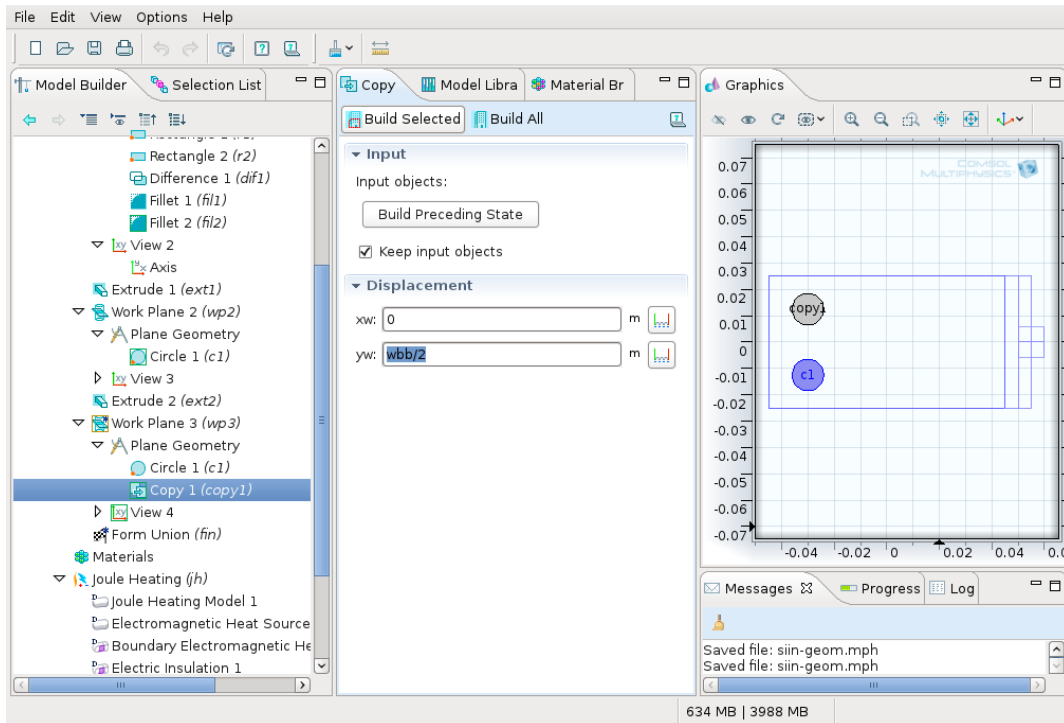 File Edit View Options Help
Model Builder Selection List
Rectangle 2 (r2)
Difference 1 (dif1)
Fillet 1 (fil1)
Fillet 2 (fil2)
View 2
Axis
Extrude 1 (ext1)
Work Plane 2 (wp2)
Plane Geometry
Circle 1 (c1)
View 3
Extrude 2 (ext2)
Work Plane 3 (wp3)
Plane Geometry
Circle 1 (c1)
Copy 1 (copy1)
View 4
Form Union (fin)
Materials
Joule Heating (jh)
Joule Heating Model 1
Electromagnetic Heat Source
Boundary Electromagnetic He
Electric Insulation 1
Copy Model Libra Material Br
Build Selected Build All
Input
Input objects:
Build Preceding State
Keep input objects
Displacement
xw: 0 m
yw: wbb/2 m
Graphics
COMSOL
MULTIPHYSICS
0.07
0.06
0.05
0.04
0.03
0.02
0.01
0
-0.01
-0.02
-0.03
-0.04
-0.05
-0.06
-0.07
copy1
c1
-0.04 -0.02 0 0.02 0.04 0.0
Messages Progress Log
Saved file: siin-geom.mph
Saved file: siin-geom.mph
634 MB | 3988 MB